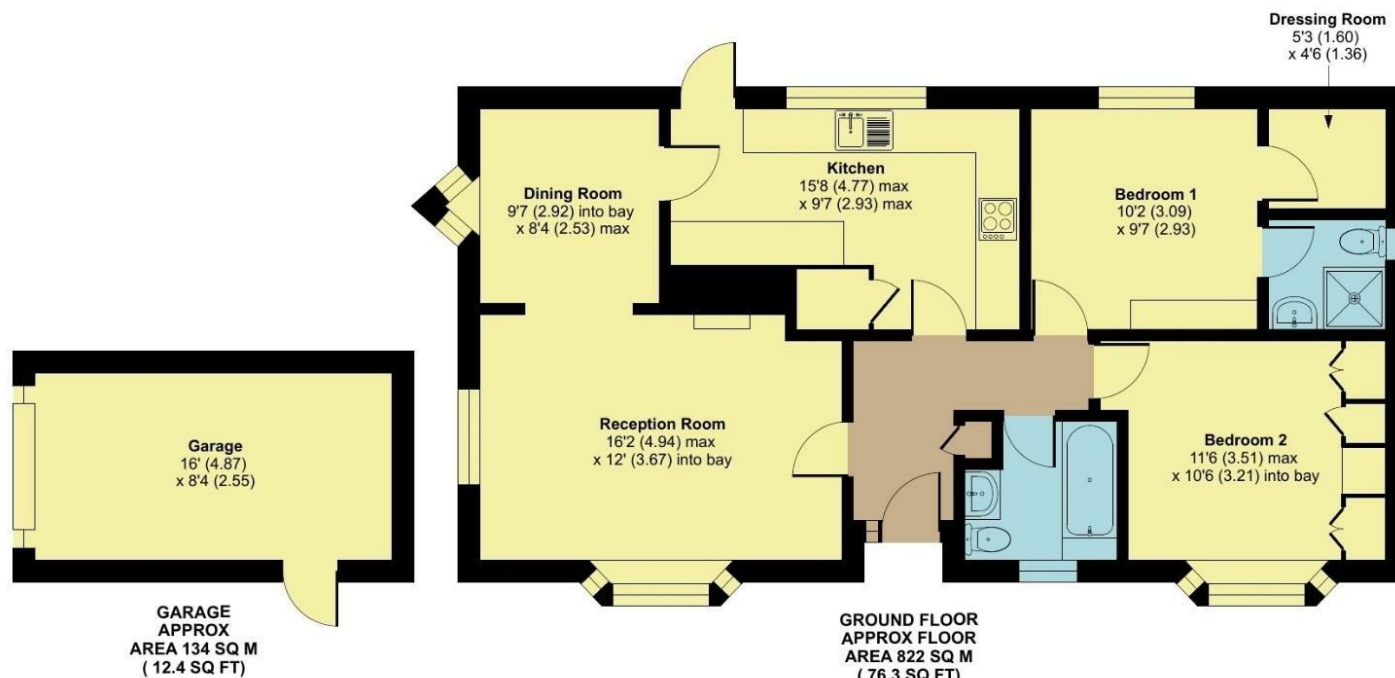 Dressing Room
5'3 (1.60)
x 4'6 (1.36)
Dining Room
9'7 (2.92) into bay
x 8'4 (2.53) max
Kitchen
15'8 (4.77) max
x 9'7 (2.93) max
Bedroom 1
10'2 (3.09)
x 9'7 (2.93)
Garage
16' (4.87)
x 8'4 (2.55)
Reception Room
16'2 (4.94) max
x 12' (3.67) into bay
Bedroom 2
11'6 (3.51) max
x 10'6 (3.21) into bay
GARAGE
APPROX
AREA 134 SQ M
( 12.4 SQ FT)
GROUND FLOOR
APPROX FLOOR
AREA 822 SQ M
( 76.3 SQ FT)